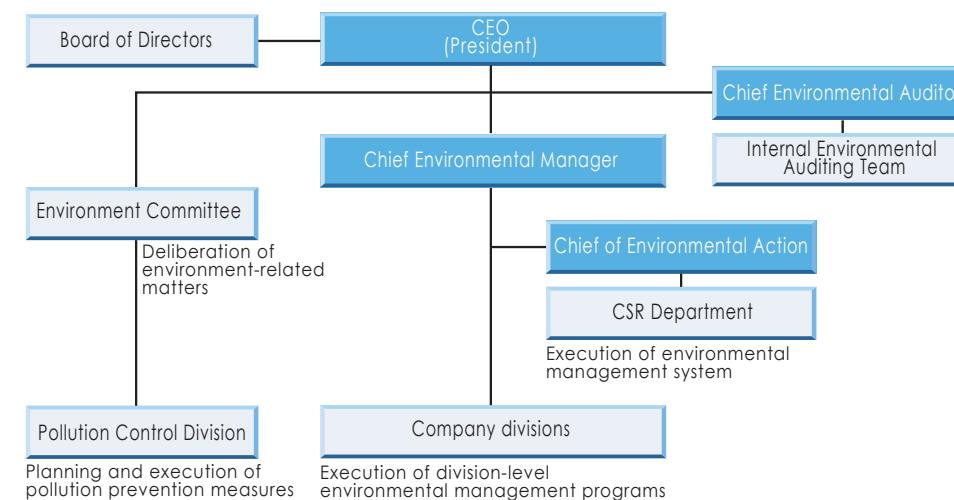 Board of Directors
CEO
(President)
Chief Environmental Audito
Internal Environmental
Auditing Team
Chief Environmental Manager
Environment Committee
Deliberation of
environment-related
matters
Chief of Environmental Action
CSR Department
Execution of environmental
management system
Pollution Control Division
Planning and execution of
pollution prevention measures
Company divisions
Execution of division-level
environmental management programs